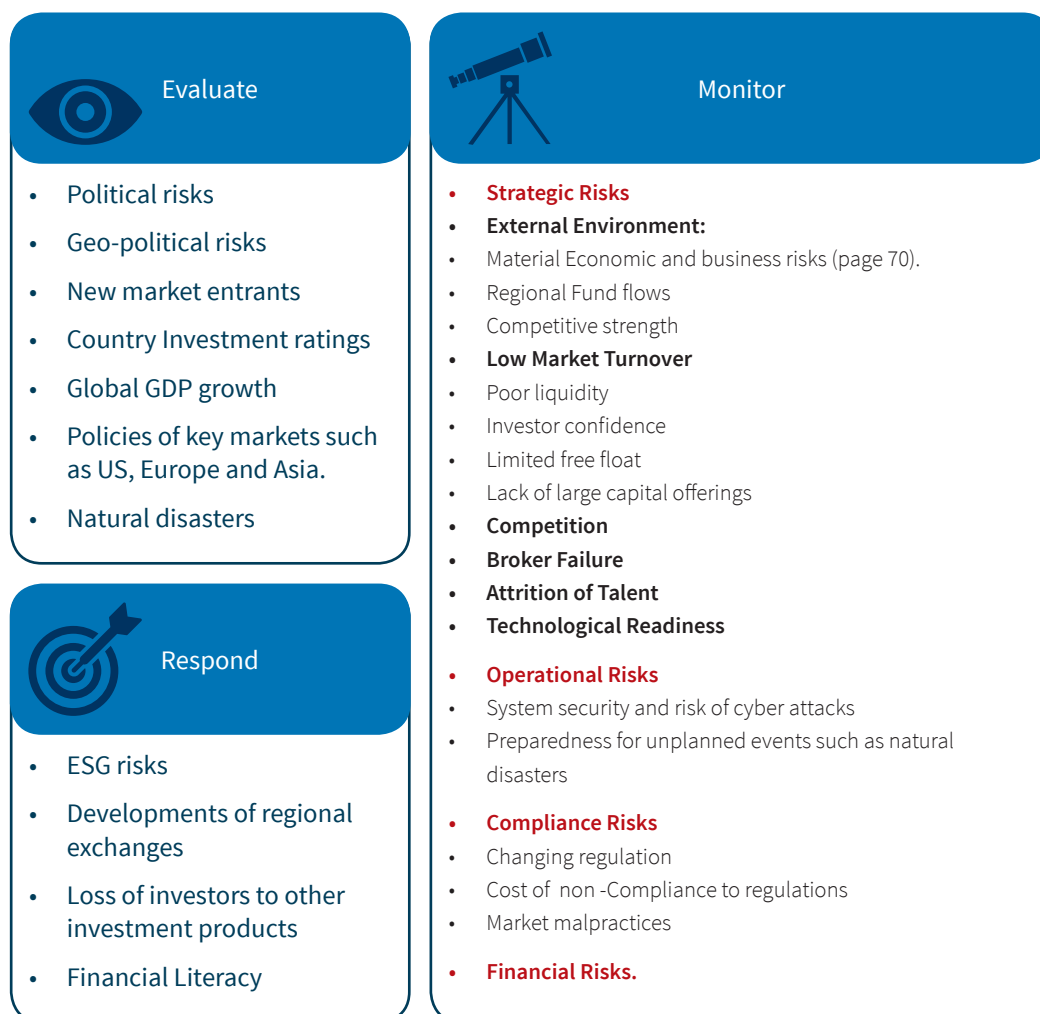 Evaluate
• Political risks
• Geo-political risks
• New market entrants
• Country Investment ratings
• Global GDP growth
• Policies of key markets such
as US, Europe and Asia.
• Natural disasters
Respond
• ESG risks
• Developments of regional
exchanges
• Loss of investors to other
investment products
• Financial Literacy
Monitor
• Strategic Risks
• External Environment:
• Material Economic and business risks (page 70).
• Regional Fund flows
• Competitive strength
• Low Market Turnover
• Poor liquidity
• Investor confidence
• Limited free float
• Lack of large capital offerings
• Competition
• Broker Failure
• Attrition of Talent
• Technological Readiness
• Operational Risks
• System security and risk of cyber attacks
• Preparedness for unplanned events such as natural
disasters
• Compliance Risks
• Changing regulation
• Cost of non -Compliance to regulations
• Market malpractices
• Financial Risks.